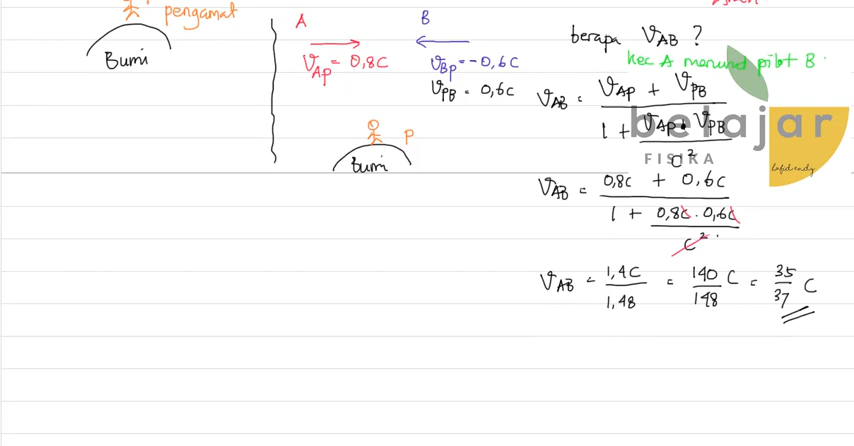 pengamat
Bumi
A
V_AP = 0,8C
B
V_BP = -0,6C
V_PB = 0,6C
P
Bumi
berapa V_AB ?
kec A menurut pilot B
V_AB = (V_AP + V_PB) / (1 + (V_AP . V_PB) / C²)
V_AB = (0,8C + 0,6C) / (1 + (0,8C . 0,6C) / C²)
V_AB = 1,4C / 1,48 = 140/148 C = 35/37 C
belajar
FISIKA